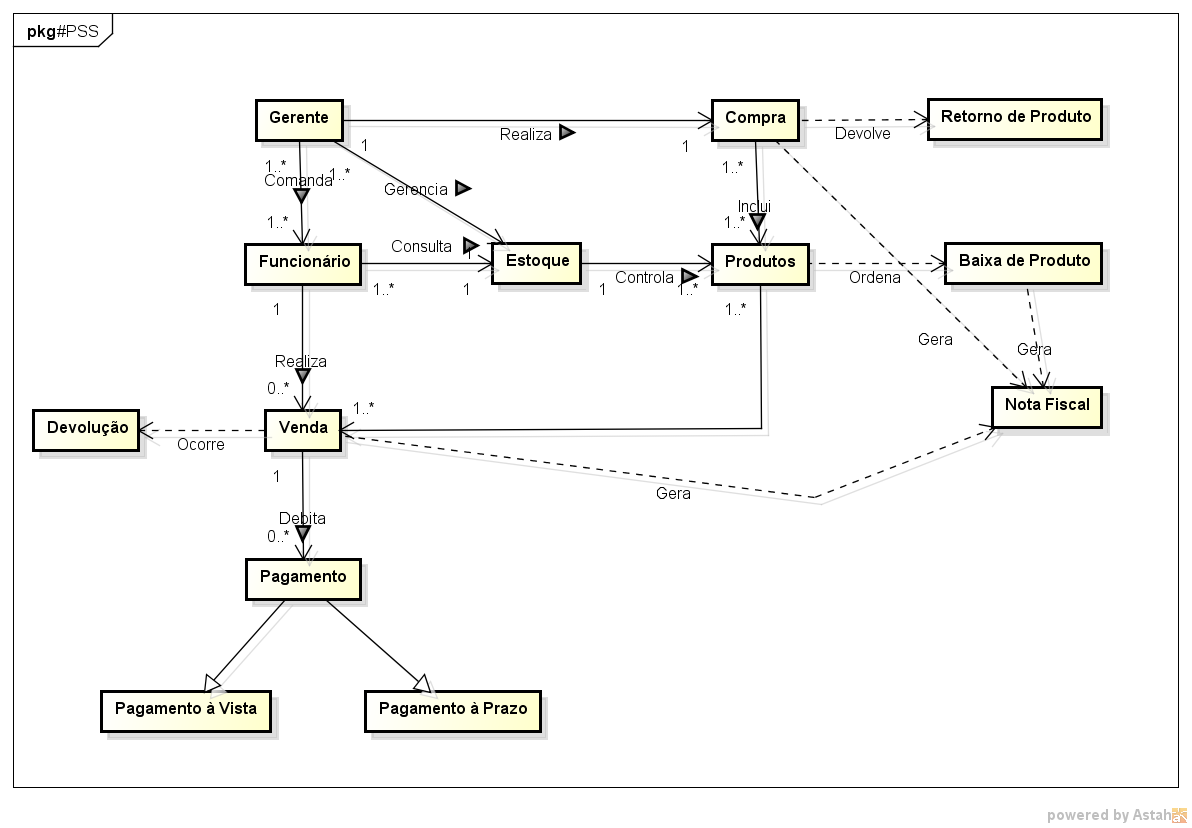 pkg#PSS
Gerente
Compra
Retorno de Produto
Realiza
1
1
Devolve
1..*
Comanda
1..*
Gerencia
1..*
Inclui
1..*
1..*
Consulta
1
Funcionário
Estoque
Produtos
Baixa de Produto
1..*
1
1
Controla
1..*
Ordena
1
1..*
Gera
Gera
Realiza
0..*
1..*
Nota Fiscal
Devolução
Venda
Ocorre
1
Gera
Debita
0..*
Pagamento
Pagamento à Vista
Pagamento à Prazo
powered by Astah